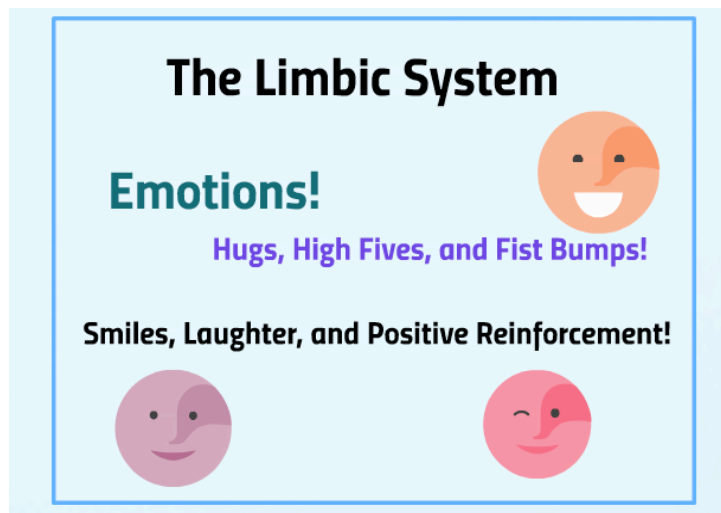 The Limbic System
Emotions!
Hugs, High Fives, and Fist Bumps!
Smiles, Laughter, and Positive Reinforcement!